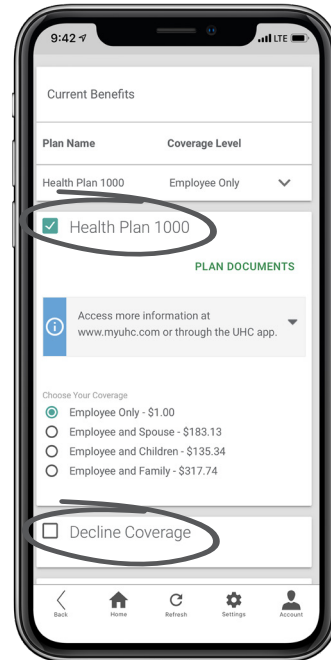 9:42
LTE
Current Benefits
Plan Name Coverage Level
Health Plan 1000 Employee Only
Health Plan 1000
PLAN DOCUMENTS
Access more information at
www.myuhc.com or through the UHC app.
Choose Your Coverage
Employee Only - $1.00
Employee and Spouse - $183.13
Employee and Children - $135.34
Employee and Family - $317.74
Decline Coverage
Back Home Refresh Settings Account